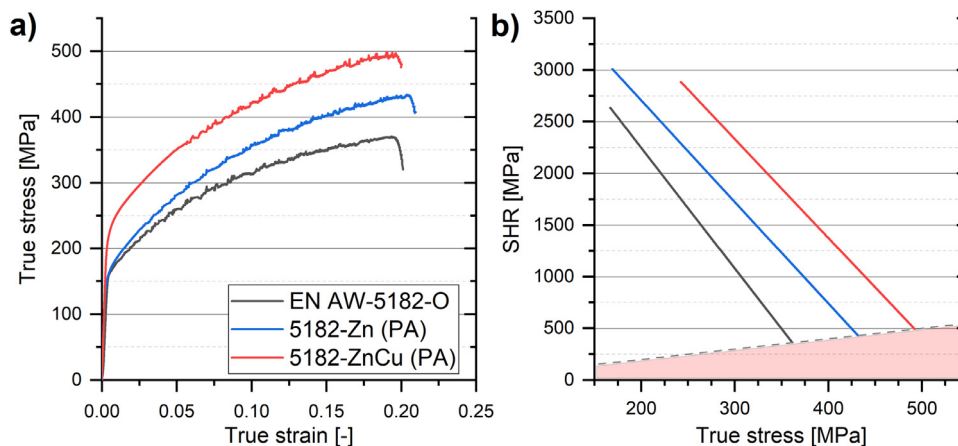 a)
500
400
300
200
100
0
True stress [MPa]
0.00
0.05
0.10
0.15
0.20
0.25
True strain [-]
EN AW-5182-O
5182-Zn (PA)
5182-ZnCu (PA)
b)
3500
3000
2500
2000
1500
1000
500
0
SHR [MPa]
200
300
400
500
True stress [MPa]